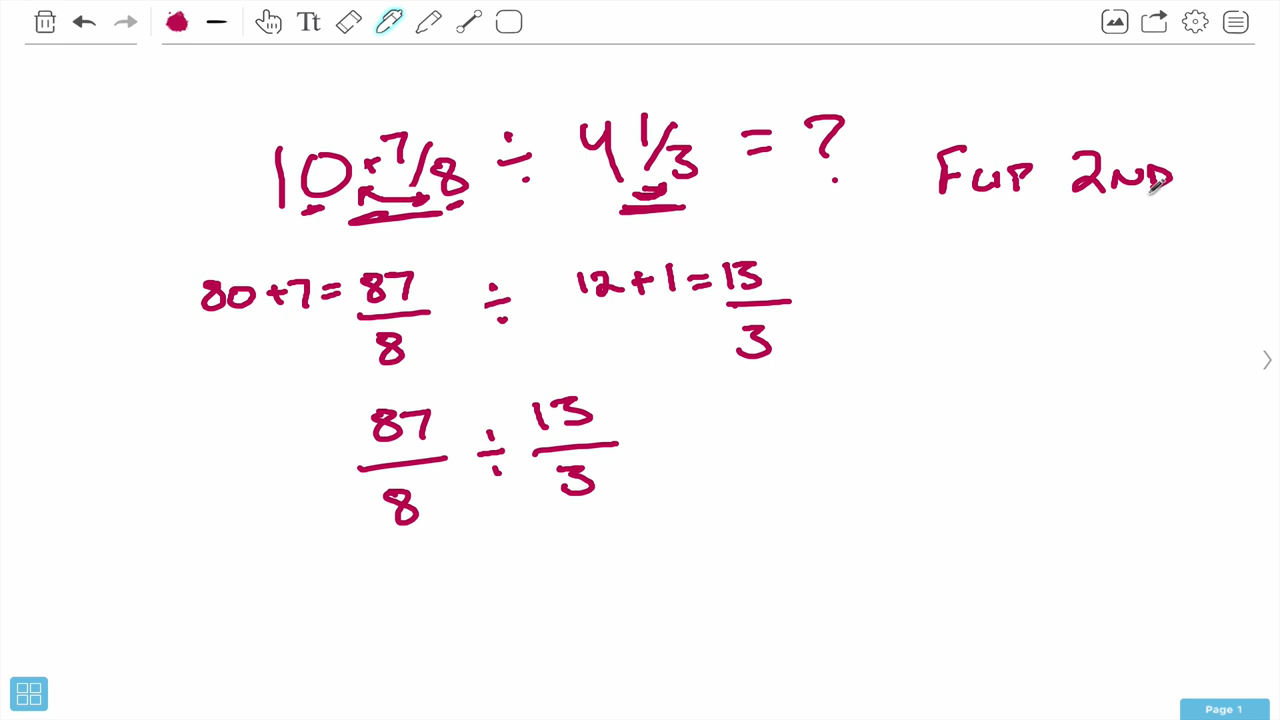 Tt
10 7/8 ÷ 4 1/3 = ?
FLIP 2ND
80+7= 87/8 ÷ 12+1= 13/3
87/8 ÷ 13/3
Page 1